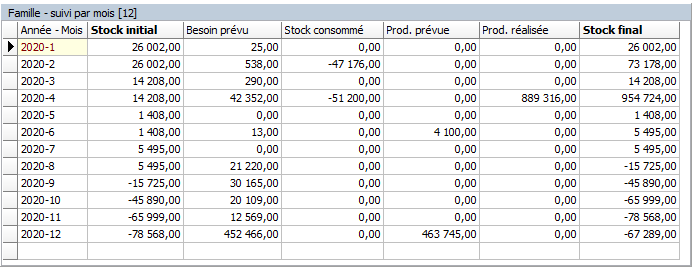 Famille - suivi par mois [12]
Année - Mois Stock initial Besoin prévu Stock consommé Prod. prévue Prod. réalisée Stock final
2020-1 26 002,00 25,00 0,00 0,00 0,00 26 002,00
2020-2 26 002,00 538,00 -47 176,00 0,00 0,00 73 178,00
2020-3 14 208,00 290,00 0,00 0,00 0,00 14 208,00
2020-4 14 208,00 42 352,00 -51 200,00 0,00 889 316,00 954 724,00
2020-5 1 408,00 0,00 0,00 0,00 0,00 1 408,00
2020-6 1 408,00 13,00 0,00 4 100,00 0,00 5 495,00
2020-7 5 495,00 0,00 0,00 0,00 0,00 5 495,00
2020-8 5 495,00 21 220,00 0,00 0,00 0,00 -15 725,00
2020-9 -15 725,00 30 165,00 0,00 0,00 0,00 -45 890,00
2020-10 -45 890,00 20 109,00 0,00 0,00 0,00 -65 999,00
2020-11 -65 999,00 12 569,00 0,00 0,00 0,00 -78 568,00
2020-12 -78 568,00 452 466,00 0,00 463 745,00 0,00 -67 289,00